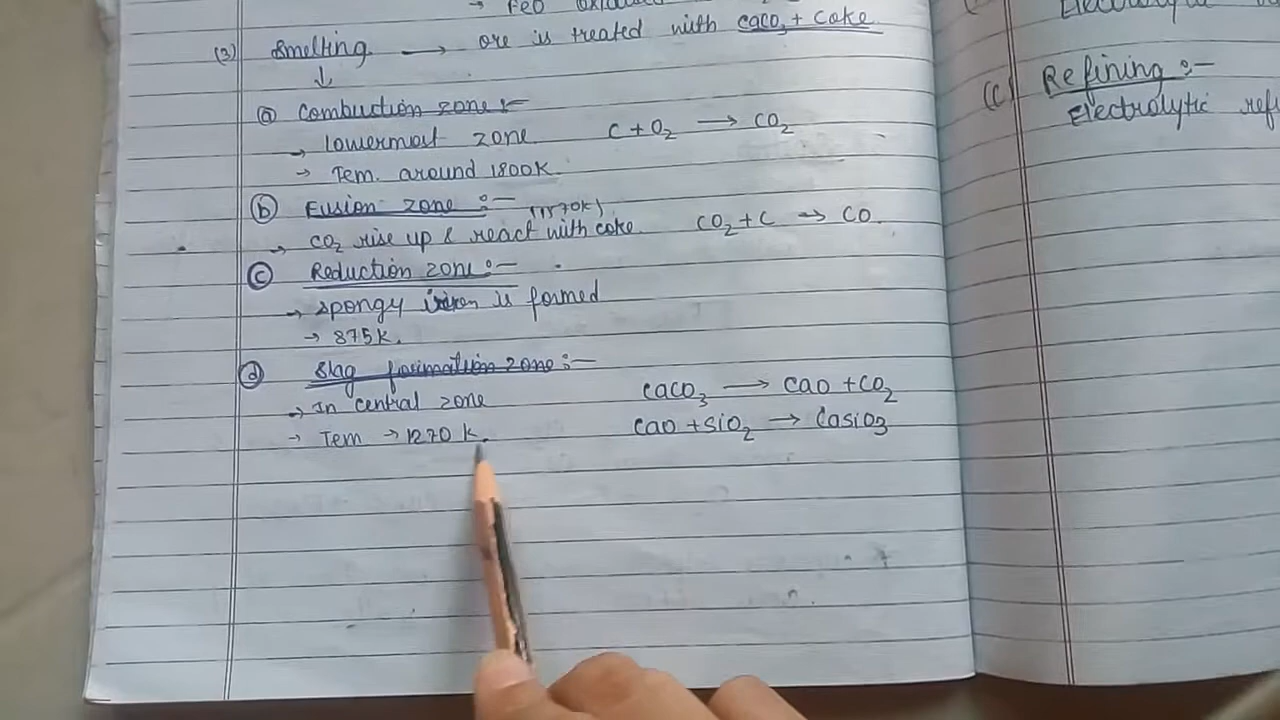 → FeO
(3) Smelting → ore is treated with CaCO3 + Coke
↓
(a) Combuction zone :-
→ lowermost zone C + O2 → CO2
→ Tem. around 1800K.
(b) Fusion zone :- (1570K)
→ CO2 rise up & react with coke CO2 + C → CO.
(c) Reduction zone :-
→ spongy is formed
→ 875K.
(d) Slag formation zone :-
→ In central zone CaCO3 → CaO + CO2
→ Tem → 1270 K. CaO + SiO2 → CaSiO3
(C) Refining :-
Electrolytic